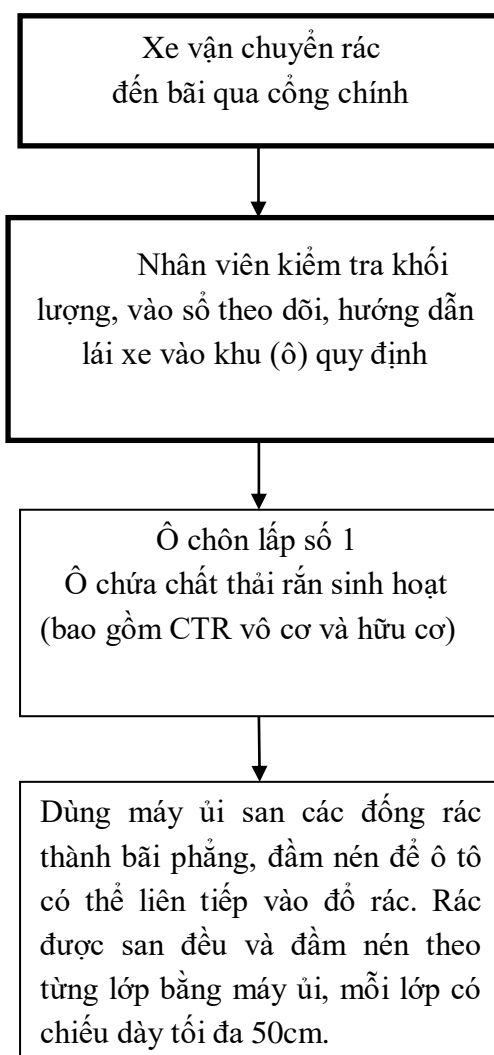 Xe vận chuyển rác
đến bãi qua cổng chính
Nhân viên kiểm tra khối
lượng, vào sổ theo dõi, hướng dẫn
lái xe vào khu (ô) quy định
Ô chôn lấp số 1
Ô chứa chất thải rắn sinh hoạt
(bao gồm CTR vô cơ và hữu cơ)
Dùng máy ủi san các đống rác
thành bãi phẳng, đầm nén để ô tô
có thể liên tiếp vào đổ rác. Rác
được san đều và đầm nén theo
từng lớp bằng máy ủi, mỗi lớp có
chiếu dày tối đa 50cm.